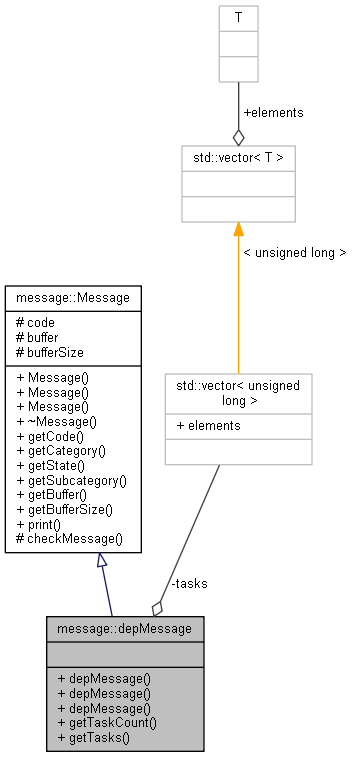 T
+elements
std::vector< T >
< unsigned long >
message::Message
# code
# buffer
# bufferSize
+ Message()
+ Message()
+ Message()
+ ~Message()
+ getCode()
+ getCategory()
+ getState()
+ getSubcategory()
+ getBuffer()
+ getBufferSize()
+ print()
# checkMessage()
std::vector< unsigned
long >
+ elements
-tasks
message::depMessage
+ depMessage()
+ depMessage()
+ depMessage()
+ getTaskCount()
+ getTasks()